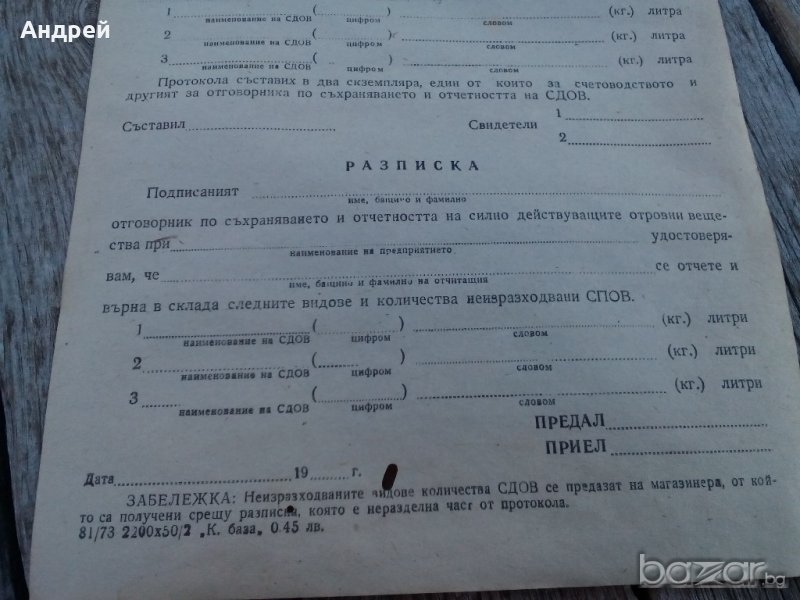 Андрей
1 ( ) (кг.) литра
наименование на СДОВ цифром словом
2 ( ) (кг.) литра
наименование на СДОВ цифром словом
3 ( ) (кг.) литра
наименование на СДОВ цифром словом
Протокола съставих в два скземпляра, един от които за счетоводството и
другият за отговорника по съхраняването и отчетността на СДОВ.
Съставил Свидетели 1
2
РАЗПИСКА
Подписаният
име, бащино и фамилно
отговорник по съхраняването и отчетността на силно действуващите отровни веще-
ства при удостоверя-
наименование на предприятието
вам, че се отчете и
име, бащино и фамилно на отчитащия
върна в склада следните видове и количества неизразходвани СПОВ.
1 ( ) (кг.) литри
наименование на СДОВ цифром словом
2 ( ) (кг.) литри
наименование на СДОВ цифром словом
3 ( ) (кг.) литри
наименование на СДОВ цифром словом
ПРЕДАЛ
ПРИЕЛ
Дата 19 г.
ЗАБЕЛЕЖКА: Неизразходваните видове количества СДОВ се предазат на магазинера, от кой-
то са получени срещу разписка, която е неразделна част от протокола.
81/73 2200х50/2 „К. база„ 0.45 лв.
bazar.bg